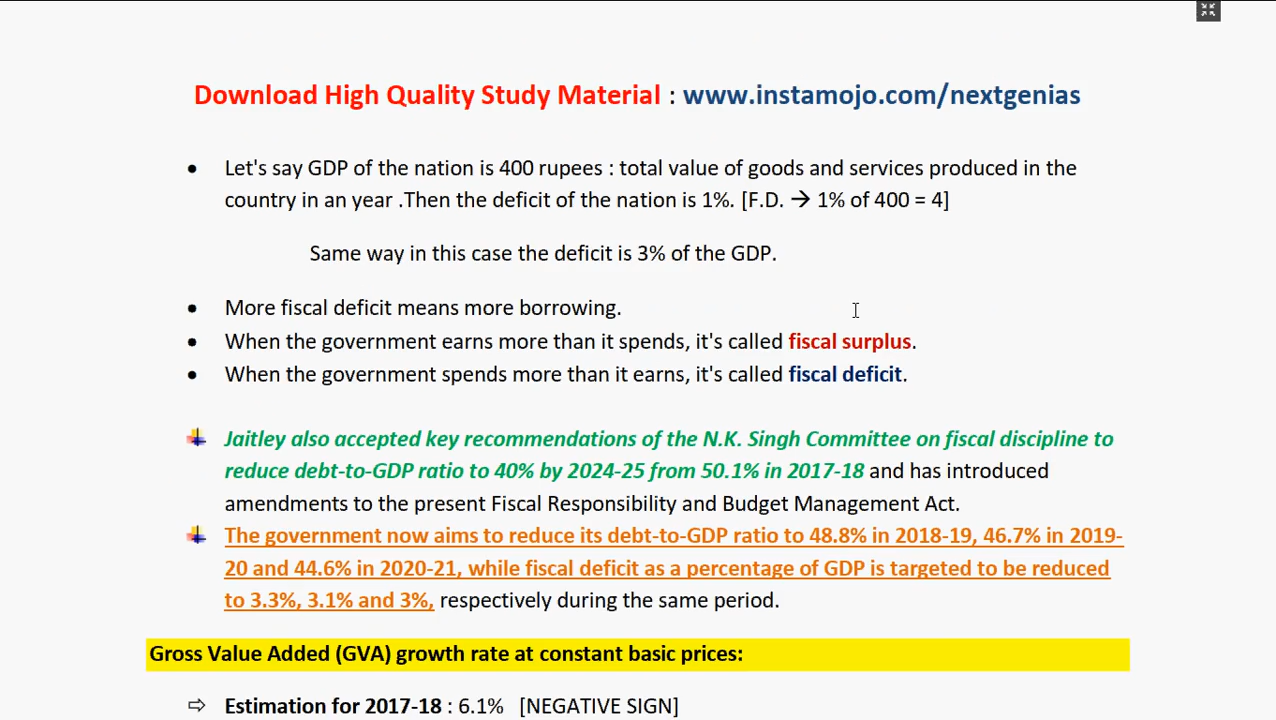 Download High Quality Study Material : www.instamojo.com/nextgenias
• Let's say GDP of the nation is 400 rupees : total value of goods and services produced in the
country in an year .Then the deficit of the nation is 1%. [F.D. → 1% of 400 = 4]
Same way in this case the deficit is 3% of the GDP.
• More fiscal deficit means more borrowing.
• When the government earns more than it spends, it's called fiscal surplus.
• When the government spends more than it earns, it's called fiscal deficit.
Jaitley also accepted key recommendations of the N.K. Singh Committee on fiscal discipline to
reduce debt-to-GDP ratio to 40% by 2024-25 from 50.1% in 2017-18 and has introduced
amendments to the present Fiscal Responsibility and Budget Management Act.
The government now aims to reduce its debt-to-GDP ratio to 48.8% in 2018-19, 46.7% in 2019-
20 and 44.6% in 2020-21, while fiscal deficit as a percentage of GDP is targeted to be reduced
to 3.3%, 3.1% and 3%, respectively during the same period.
Gross Value Added (GVA) growth rate at constant basic prices:
⇨ Estimation for 2017-18 : 6.1% [NEGATIVE SIGN]